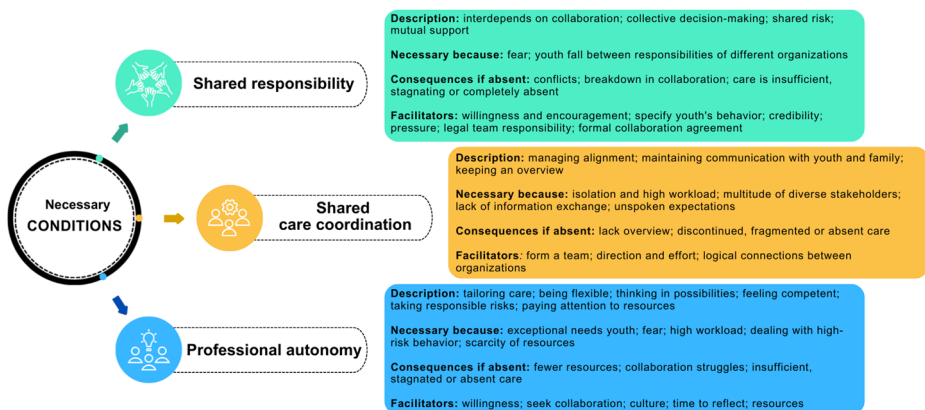 Necessary
CONDITIONS
Shared responsibility
Description: interdepends on collaboration; collective decision-making; shared risk;
mutual support
Necessary because: fear; youth fall between responsibilities of different organizations
Consequences if absent: conflicts; breakdown in collaboration; care is insufficient,
stagnating or completely absent
Facilitators: willingness and encouragement; specify youth's behavior; credibility;
pressure; legal team responsibility; formal collaboration agreement
Shared
care coordination
Description: managing alignment; maintaining communication with youth and family;
keeping an overview
Necessary because: isolation and high workload; multitude of diverse stakeholders;
lack of information exchange; unspoken expectations
Consequences if absent: lack overview; discontinued, fragmented or absent care
Facilitators: form a team; direction and effort; logical connections between
organizations
Professional autonomy
Description: tailoring care; being flexible; thinking in possibilities; feeling competent;
taking responsible risks; paying attention to resources
Necessary because: exceptional needs youth; fear; high workload; dealing with high-
risk behavior; scarcity of resources
Consequences if absent: fewer resources; collaboration struggles; insufficient,
stagnated or absent care
Facilitators: willingness; seek collaboration; culture; time to reflect; resources